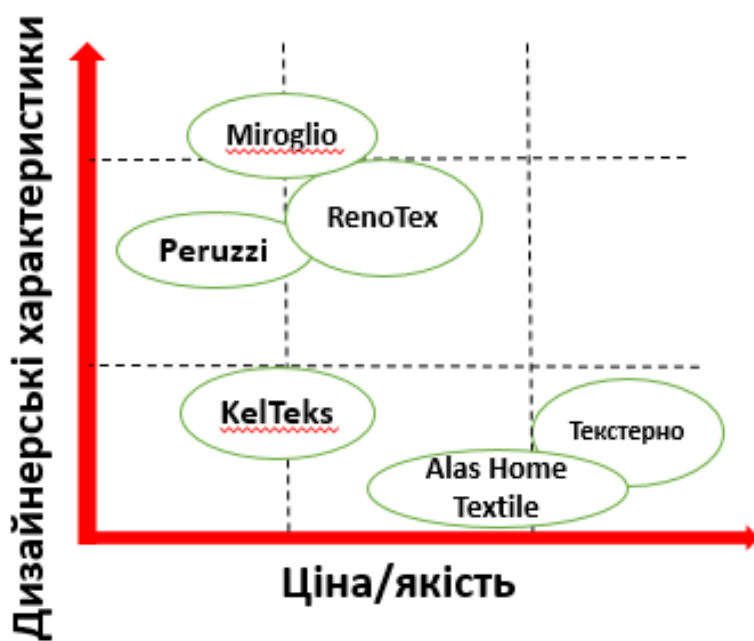 Дизайнерські характеристики
Miroglio
RenoTex
Peruzzi
KelTeks
Текстерно
Alas Home
Textile
Ціна/якість